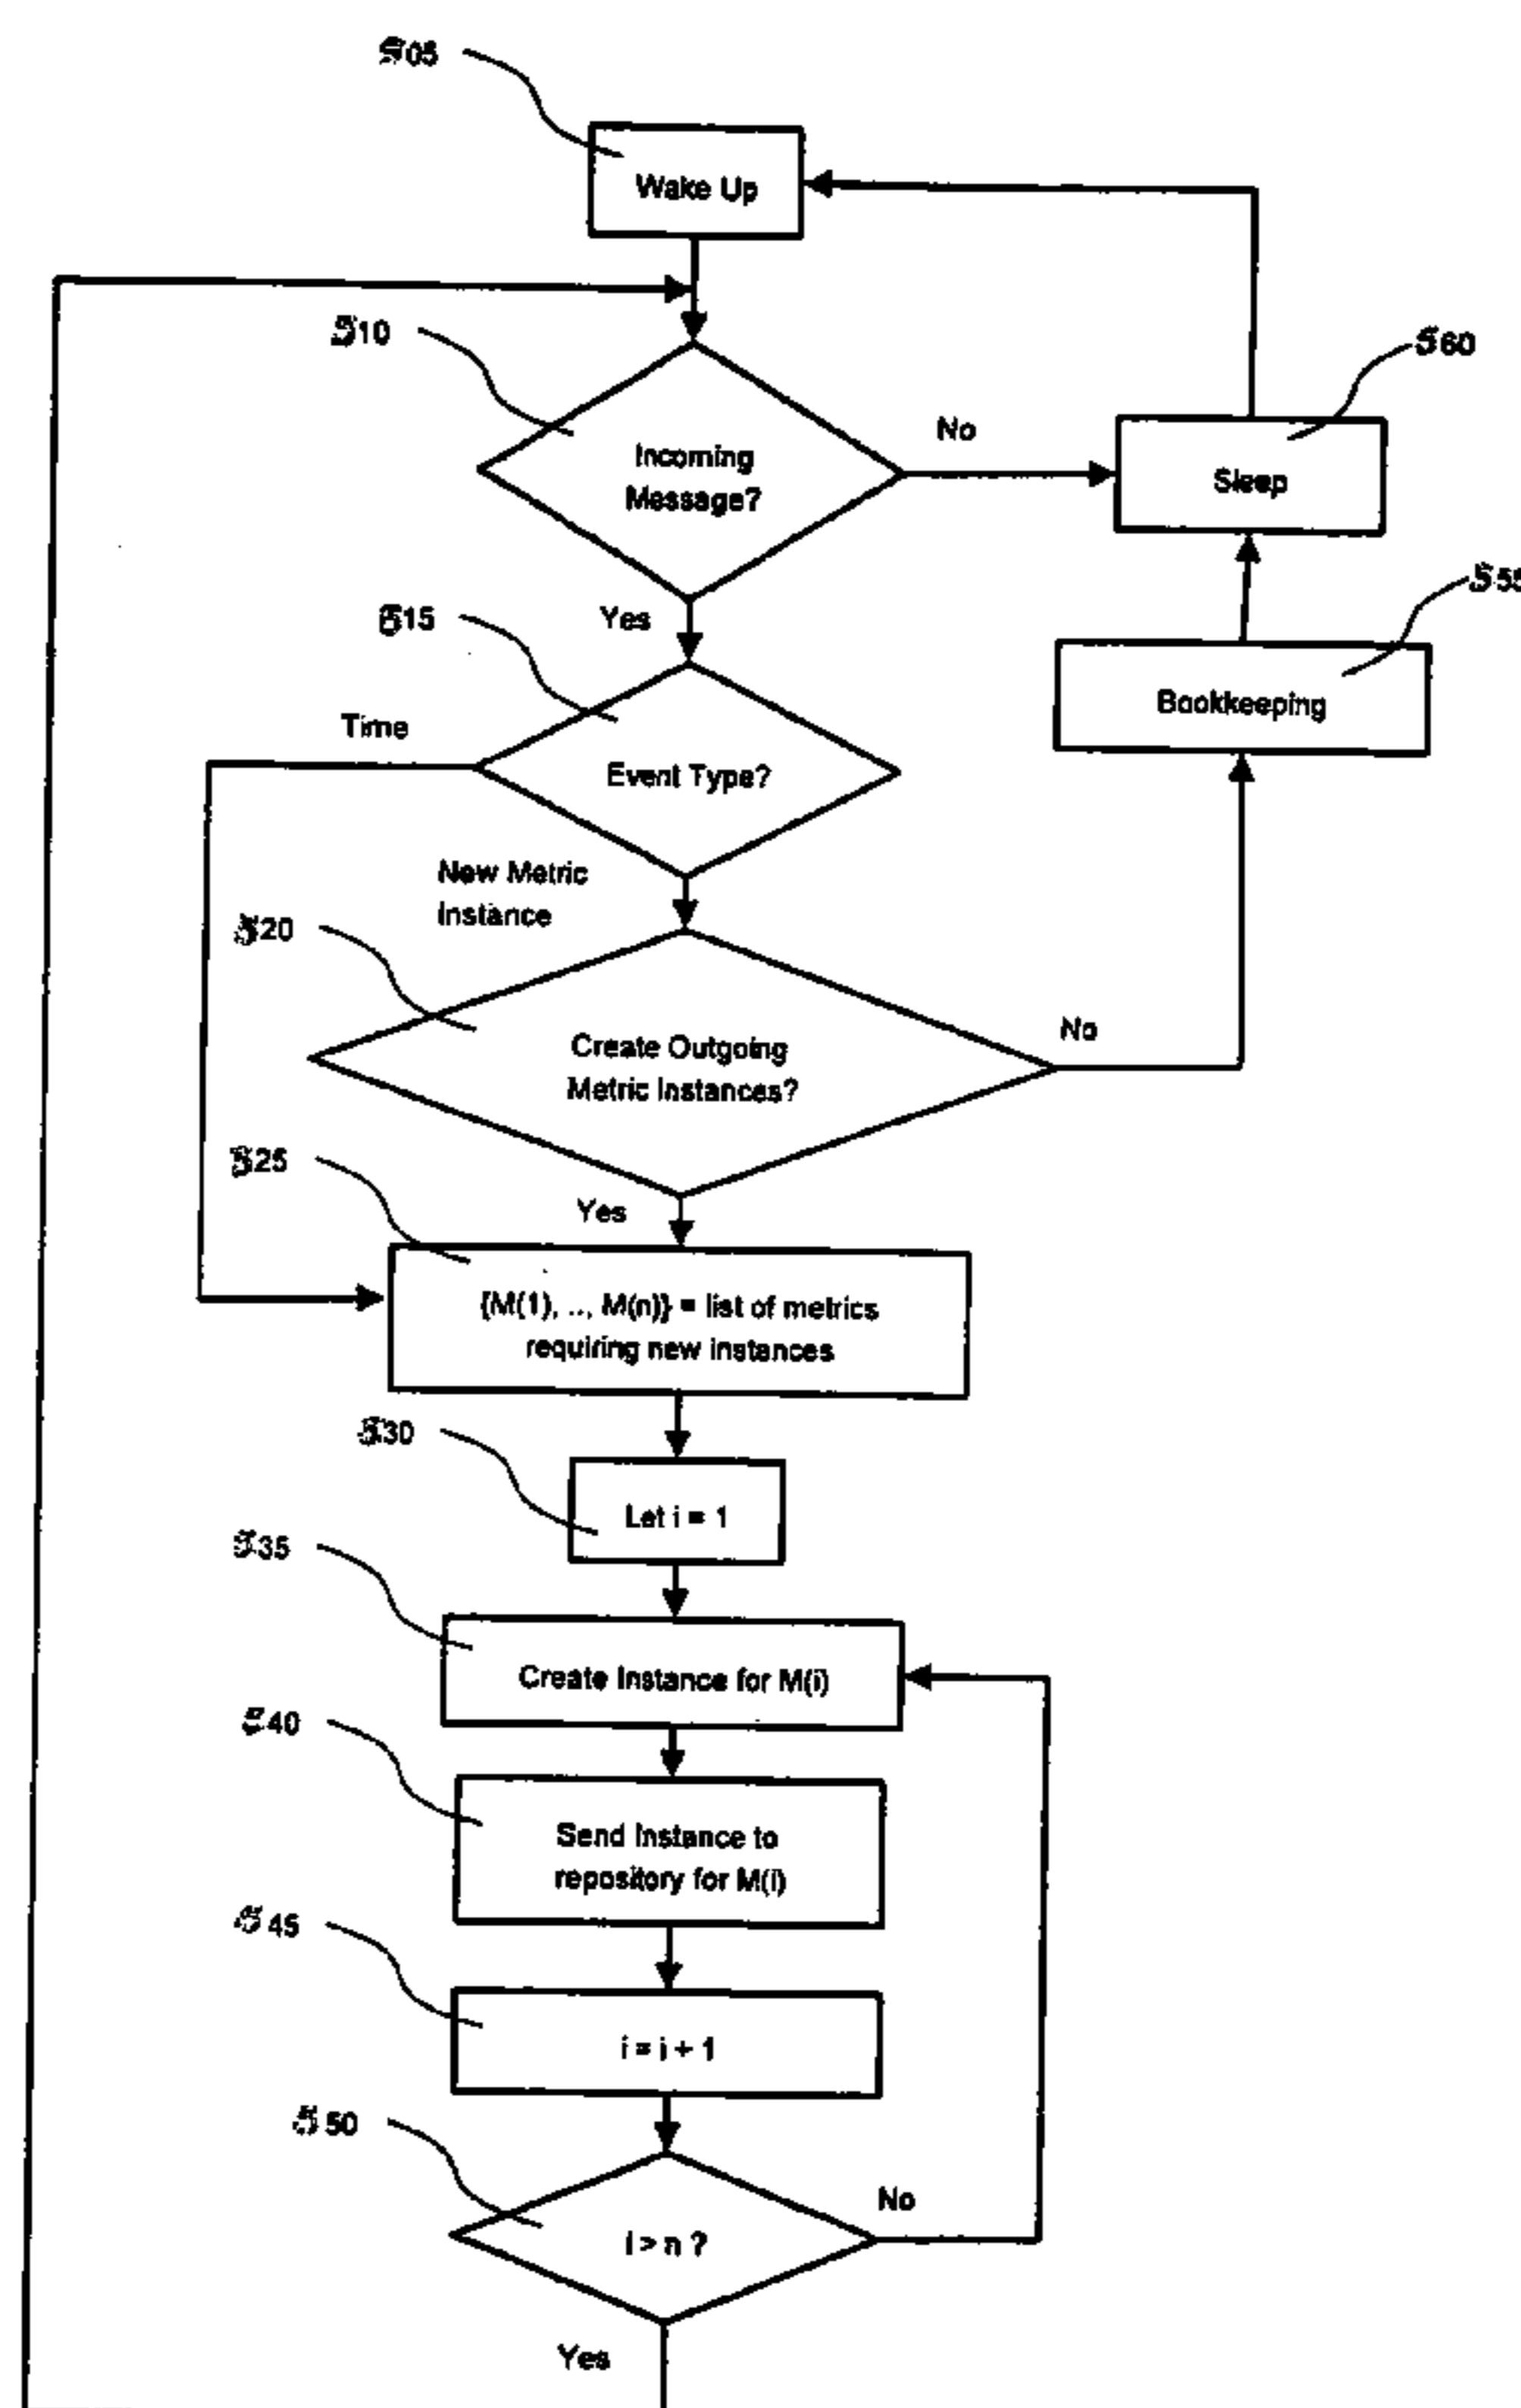 505
Wake Up
510
560
No
Incoming
Message?
Sleep
555
515
Yes
Bookkeeping
Time
Event Type?
New Metric
Instance
520
No
Create Outgoing
Metric Instances?
525
Yes
{M(1), .., M(n)} = list of metrics
requiring new instances
530
Let i = 1
535
Create Instance for M(i)
540
Send Instance to
repository for M(i)
545
i = i + 1
550
No
i > n ?
Yes